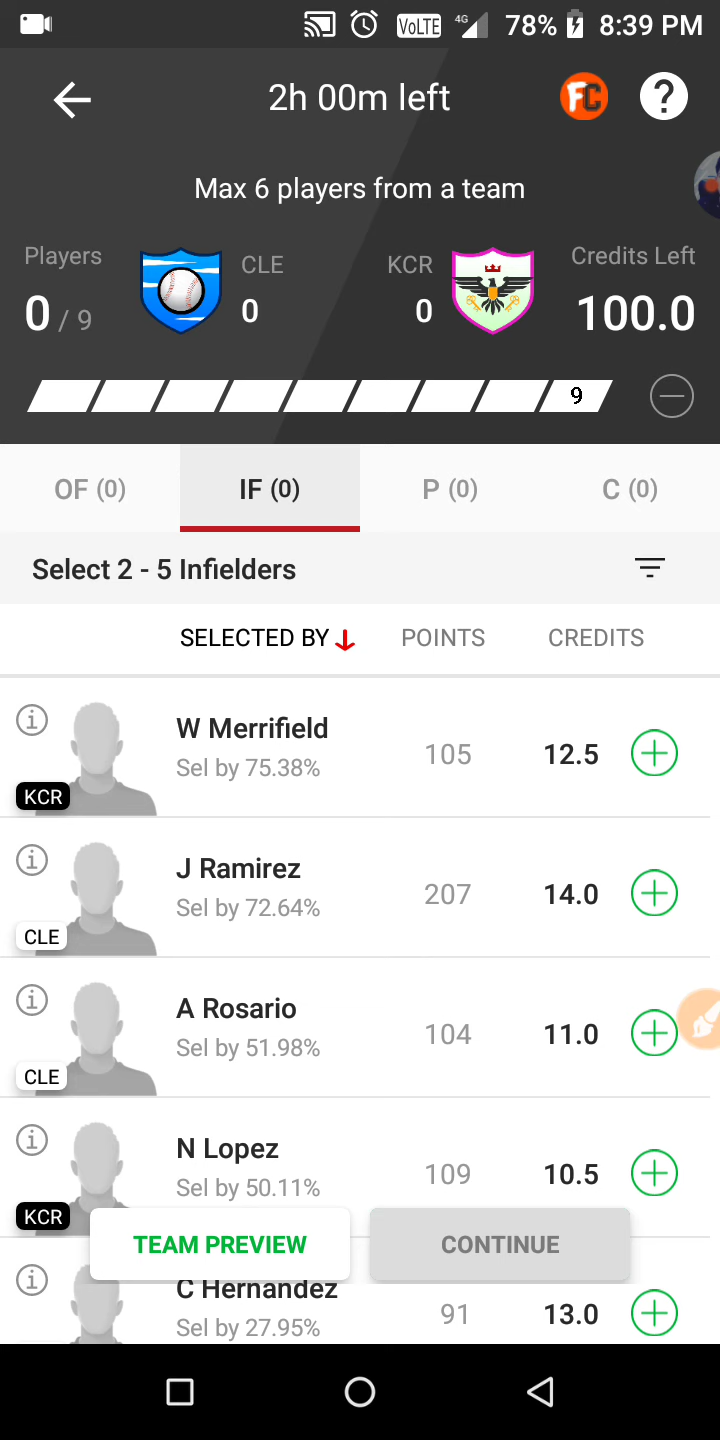 VoLTE 4G 78% 8:39 PM
2h 00m left FC ?
Max 6 players from a team
Players CLE KCR Credits Left
0 / 9 0 0 100.0
9
OF (0) IF (0) P (0) C (0)
Select 2 - 5 Infielders
SELECTED BY POINTS CREDITS
W Merrifield
Sel by 75.38% 105 12.5
KCR
J Ramirez
Sel by 72.64% 207 14.0
CLE
A Rosario
Sel by 51.98% 104 11.0
CLE
N Lopez
Sel by 50.11% 109 10.5
KCR
TEAM PREVIEW CONTINUE
C Hernandez
Sel by 27.95% 91 13.0